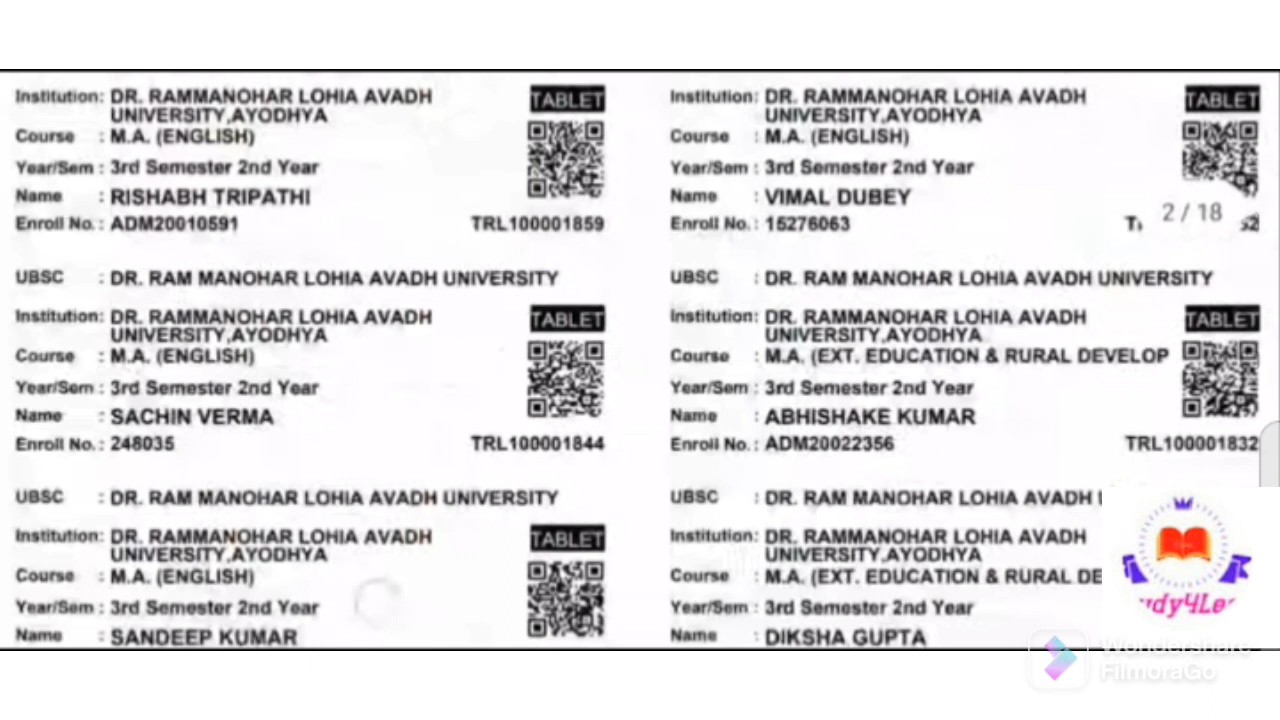 Institution: DR. RAMMANOHAR LOHIA AVADH
UNIVERSITY,AYODHYA
TABLET
Course : M.A. (ENGLISH)
Year/Sem : 3rd Semester 2nd Year
Name : RISHABH TRIPATHI
Enroll No. : ADM20010591 TRL100001859
UBSC : DR. RAM MANOHAR LOHIA AVADH UNIVERSITY
Institution: DR. RAMMANOHAR LOHIA AVADH
UNIVERSITY,AYODHYA
TABLET
Course : M.A. (ENGLISH)
Year/Sem : 3rd Semester 2nd Year
Name : SACHIN VERMA
Enroll No. : 248035 TRL100001844
UBSC : DR. RAM MANOHAR LOHIA AVADH UNIVERSITY
Institution: DR. RAMMANOHAR LOHIA AVADH
UNIVERSITY,AYODHYA
TABLET
Course : M.A. (ENGLISH)
Year/Sem : 3rd Semester 2nd Year
Name : SANDEEP KUMAR
Institution: DR. RAMMANOHAR LOHIA AVADH
UNIVERSITY,AYODHYA
TABLET
Course : M.A. (ENGLISH)
Year/Sem : 3rd Semester 2nd Year
Name : VIMAL DUBEY
Enroll No. : 15276063
2 / 18
UBSC : DR. RAM MANOHAR LOHIA AVADH UNIVERSITY
Institution: DR. RAMMANOHAR LOHIA AVADH
UNIVERSITY,AYODHYA
TABLET
Course : M.A. (EXT. EDUCATION & RURAL DEVELOP
Year/Sem : 3rd Semester 2nd Year
Name : ABHISHAKE KUMAR
Enroll No. : ADM20022356 TRL100001832
UBSC : DR. RAM MANOHAR LOHIA AVADH
Institution: DR. RAMMANOHAR LOHIA AVADH
UNIVERSITY,AYODHYA
Course : M.A. (EXT. EDUCATION & RURAL DE
Year/Sem : 3rd Semester 2nd Year
Name : DIKSHA GUPTA
Wondershare
FilmoraGo